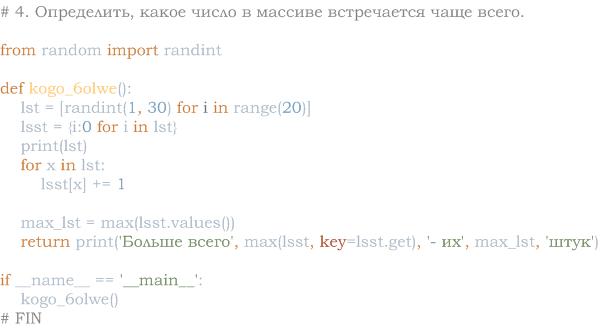 # 4. Определить, какое число в массиве встречается чаще всего.
from random import randint
def kogo_6olwe():
lst = [randint(1, 30) for i in range(20)]
lsst = {i:0 for i in lst}
print(lst)
for x in lst:
lsst[x] += 1
max_lst = max(lsst.values())
return print('Больше всего', max(lsst, key=lsst.get), '- их', max_lst, 'штук')
if __name__ == '__main__':
kogo_6olwe()
# FIN